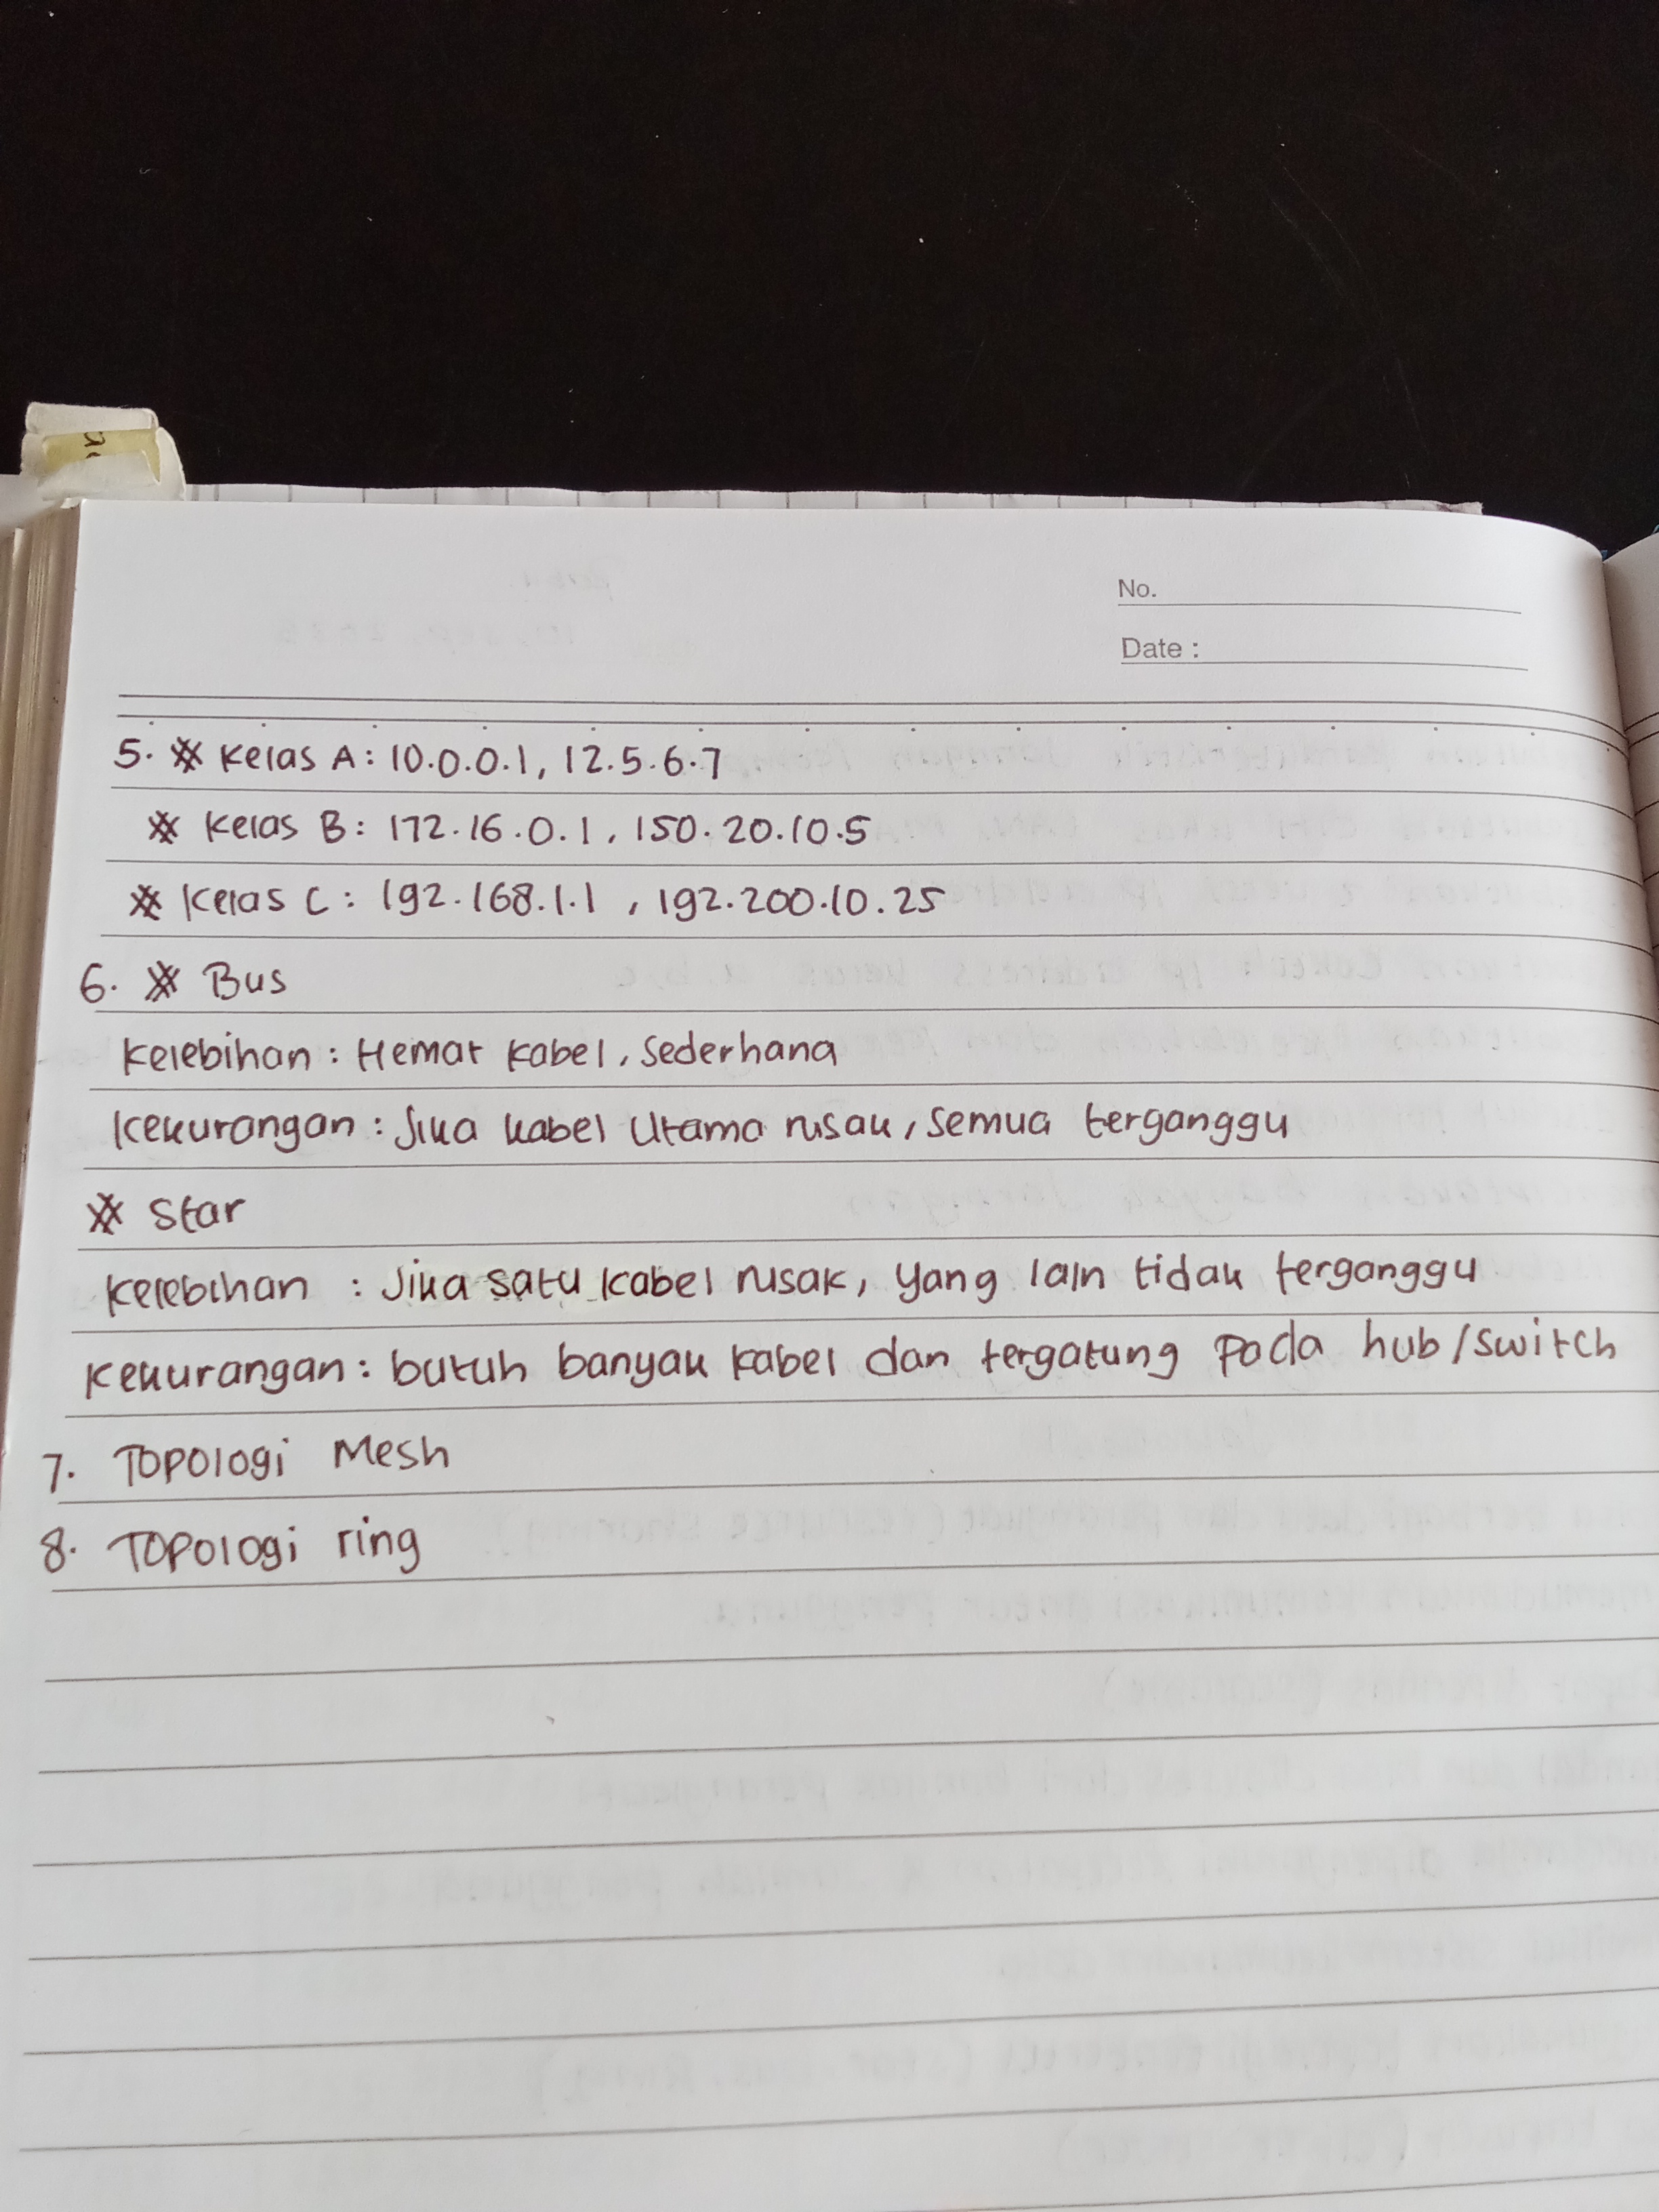 No.
Date :
5. * Kelas A : 10.0.0.1, 12.5.6.7
* Kelas B : 172.16.0.1, 150.20.10.5
* Kelas C : 192.168.1.1, 192.200.10.25
6. * Bus
Kelebihan : Hemat kabel, Sederhana
Kekurangan : Jika kabel Utama rusak, Semua terganggu
* Star
Kelebihan : Jika satu kabel rusak, yang lain tidak terganggu
Kekurangan : butuh banyak kabel dan tergatung pada hub/switch
7. Topologi Mesh
8. Topologi ring